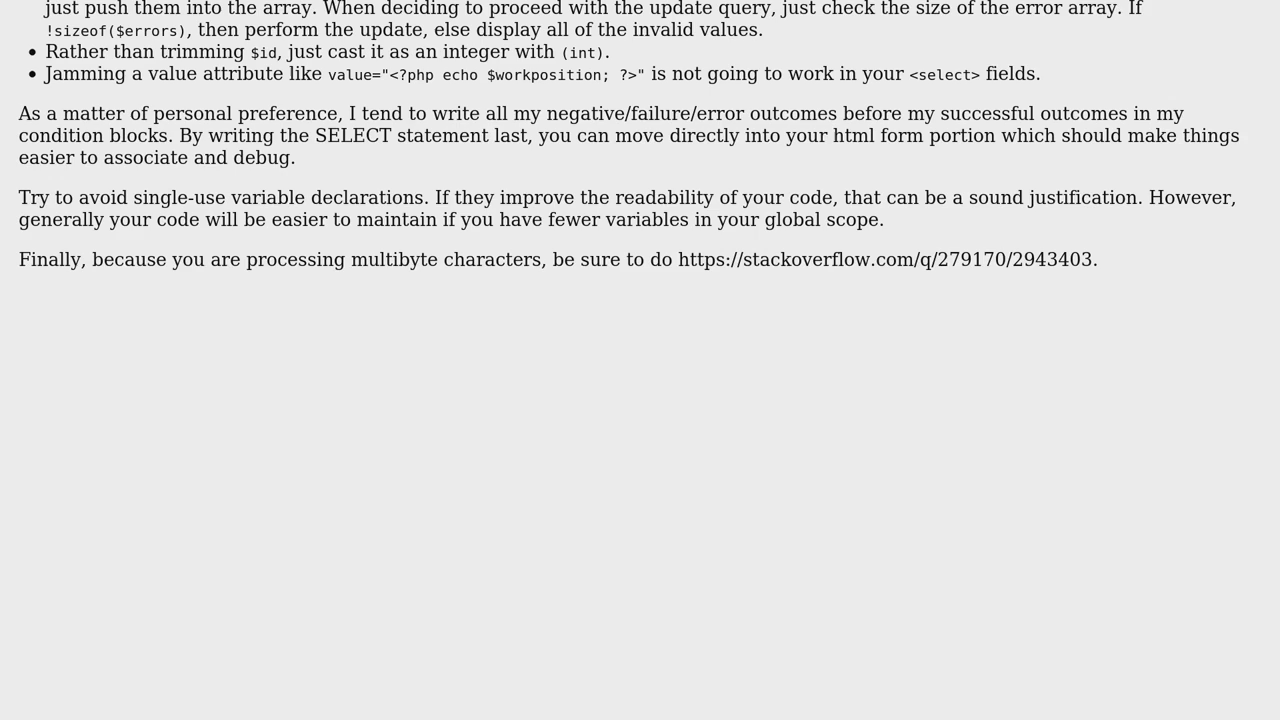 just push them into the array. When deciding to proceed with the update query, just check the size of the error array. If
!sizeof($errors), then perform the update, else display all of the invalid values.
• Rather than trimming $id, just cast it as an integer with (int).
• Jamming a value attribute like value="<?php echo $workposition; ?>" is not going to work in your <select> fields.
As a matter of personal preference, I tend to write all my negative/failure/error outcomes before my successful outcomes in my
condition blocks. By writing the SELECT statement last, you can move directly into your html form portion which should make things
easier to associate and debug.
Try to avoid single-use variable declarations. If they improve the readability of your code, that can be a sound justification. However,
generally your code will be easier to maintain if you have fewer variables in your global scope.
Finally, because you are processing multibyte characters, be sure to do https://stackoverflow.com/q/279170/2943403.